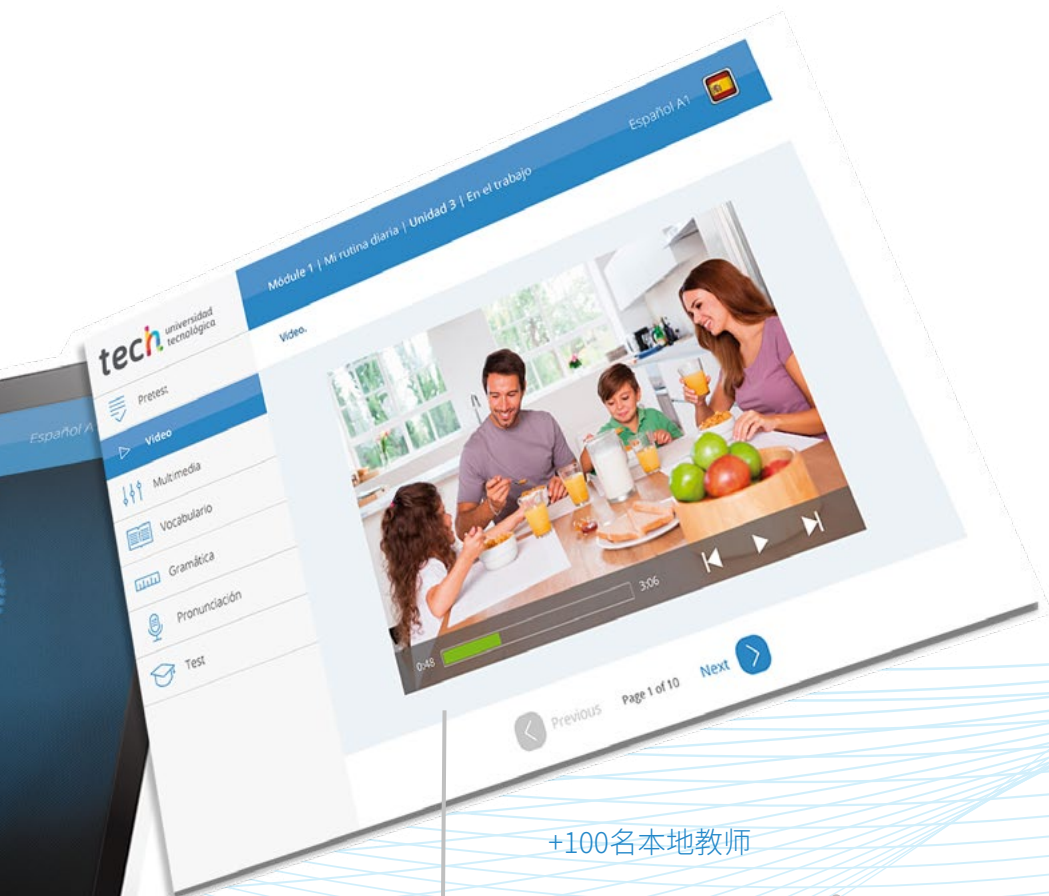 Español A1
Módule 1 | Mi rutina diaria | Unidad 3 | En el trabajo
tech universidad
tecnológica
Video.
Pretest
Video
Multimedia
Vocabulario
Gramática
Pronunciación
Test
0:48
3:06
Previous
Page 1 of 10
Next
Español A
+100名本地教师